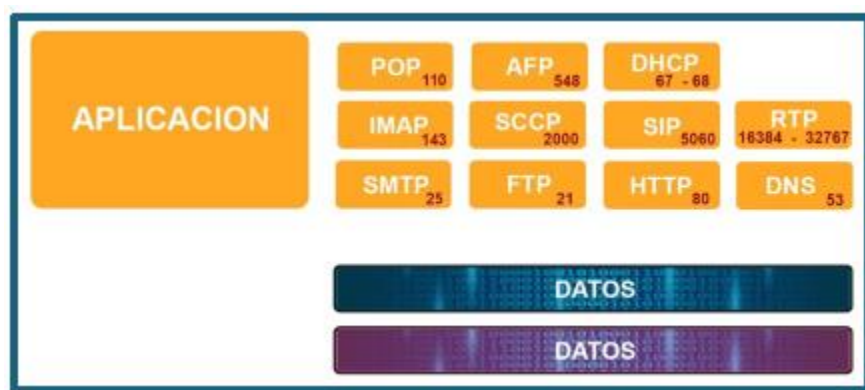 APLICACION
POP 110
AFP 548
DHCP 67 - 68
IMAP 143
SCCP 2000
SIP 5060
RTP 16384 - 32767
SMTP 25
FTP 21
HTTP 80
DNS 53
DATOS
DATOS